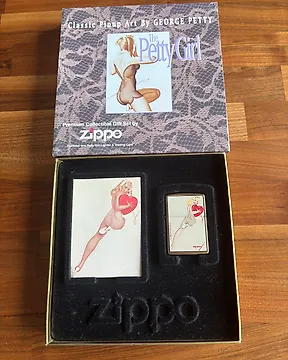 Classic Pinup Art By GEORGE PETTY
The
Petty Girl
Premium Collectible Gift Set by
Zippo
zippo